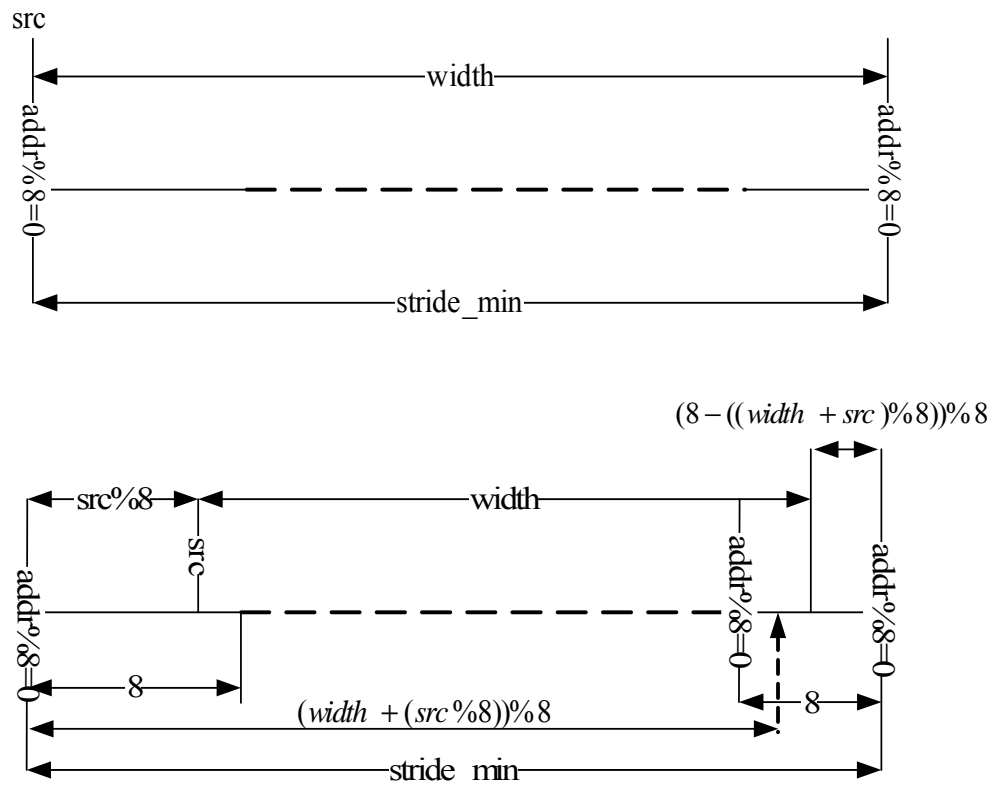 src
width
addr%8=0
addr%8=0
stride_min
(8−((width + src)%8))%8
src%8
width
src
addr%8=0
addr%8=0
addr%8=0
8
8
(width + (src%8))%8
stride_min